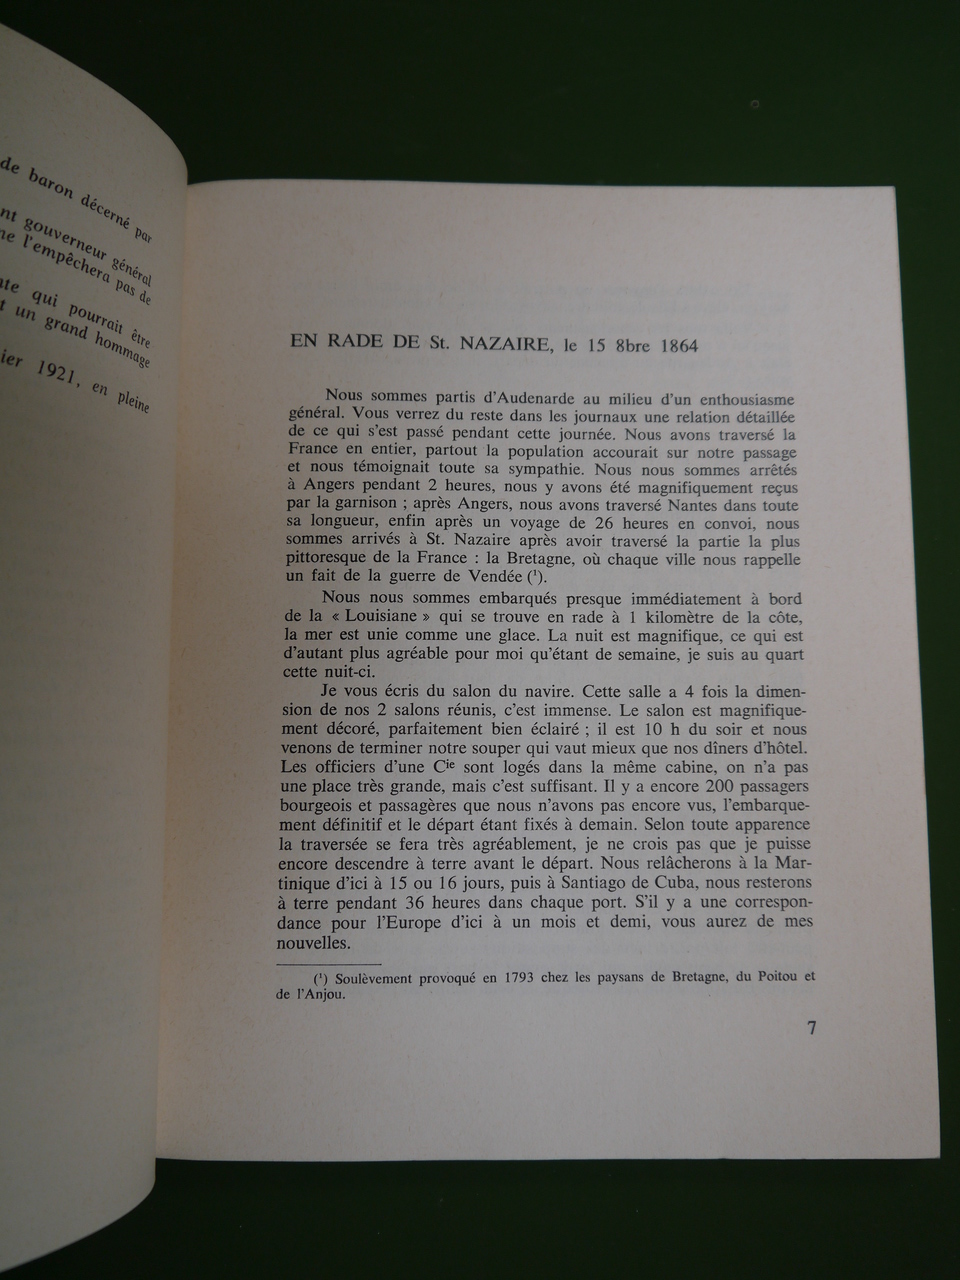 de baron décerné par
nt gouverneur général
ne l'empêchera pas de
te qui pourrait être
t un grand hommage
ier 1921, en pleine
EN RADE DE St. NAZAIRE, le 15 8bre 1864
Nous sommes partis d'Audenarde au milieu d'un enthousiasme
général. Vous verrez du reste dans les journaux une relation détaillée
de ce qui s'est passé pendant cette journée. Nous avons traversé la
France en entier, partout la population accourait sur notre passage
et nous témoignait toute sa sympathie. Nous nous sommes arrêtés
à Angers pendant 2 heures, nous y avons été magnifiquement reçus
par la garnison ; après Angers, nous avons traversé Nantes dans toute
sa longueur, enfin après un voyage de 26 heures en convoi, nous
sommes arrivés à St. Nazaire après avoir traversé la partie la plus
pittoresque de la France : la Bretagne, où chaque ville nous rappelle
un fait de la guerre de Vendée (¹).
Nous nous sommes embarqués presque immédiatement à bord
de la « Louisiane » qui se trouve en rade à 1 kilomètre de la côte,
la mer est unie comme une glace. La nuit est magnifique, ce qui est
d'autant plus agréable pour moi qu'étant de semaine, je suis au quart
cette nuit-ci.
Je vous écris du salon du navire. Cette salle a 4 fois la dimen-
sion de nos 2 salons réunis, c'est immense. Le salon est magnifique-
ment décoré, parfaitement bien éclairé ; il est 10 h du soir et nous
venons de terminer notre souper qui vaut mieux que nos dîners d'hôtel.
Les officiers d'une Cie sont logés dans la même cabine, on n'a pas
une place très grande, mais c'est suffisant. Il y a encore 200 passagers
bourgeois et passagères que nous n'avons pas encore vus, l'embarque-
ment définitif et le départ étant fixés à demain. Selon toute apparence
la traversée se fera très agréablement, je ne crois pas que je puisse
encore descendre à terre avant le départ. Nous relâcherons à la Mar-
tinique d'ici à 15 ou 16 jours, puis à Santiago de Cuba, nous resterons
à terre pendant 36 heures dans chaque port. S'il y a une correspon-
dance pour l'Europe d'ici à un mois et demi, vous aurez de mes
nouvelles.
(¹) Soulèvement provoqué en 1793 chez les paysans de Bretagne, du Poitou et
de l'Anjou.
7